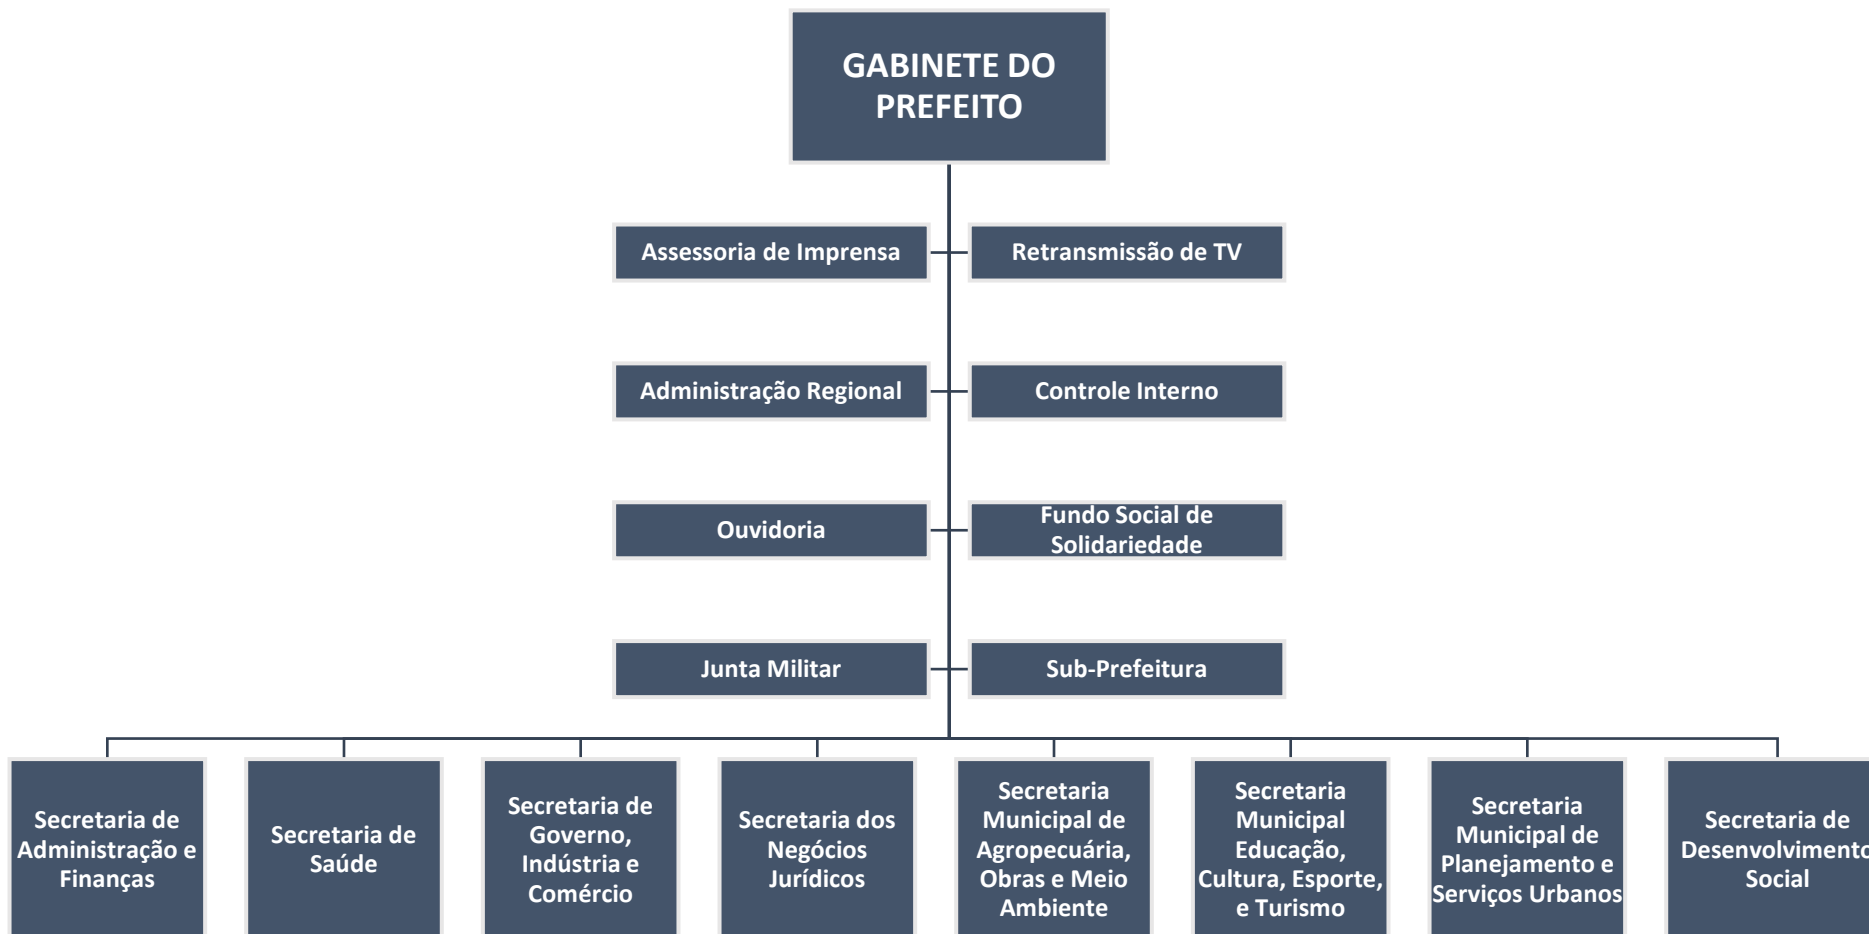 GABINETE DO
PREFEITO
Assessoria de Imprensa
Retransmissão de TV
Administração Regional
Controle Interno
Ouvidoria
Fundo Social de
Solidariedade
Junta Militar
Sub-Prefeitura
Secretaria de
Administração e
Finanças
Secretaria de
Saúde
Secretaria de
Governo,
Indústria e
Comércio
Secretaria dos
Negócios
Jurídicos
Secretaria
Municipal de
Agropecuária,
Obras e Meio
Ambiente
Secretaria
Municipal
Educação,
Cultura, Esporte,
e Turismo
Secretaria
Municipal de
Planejamento e
Serviços Urbanos
Secretaria de
Desenvolvimento
Social